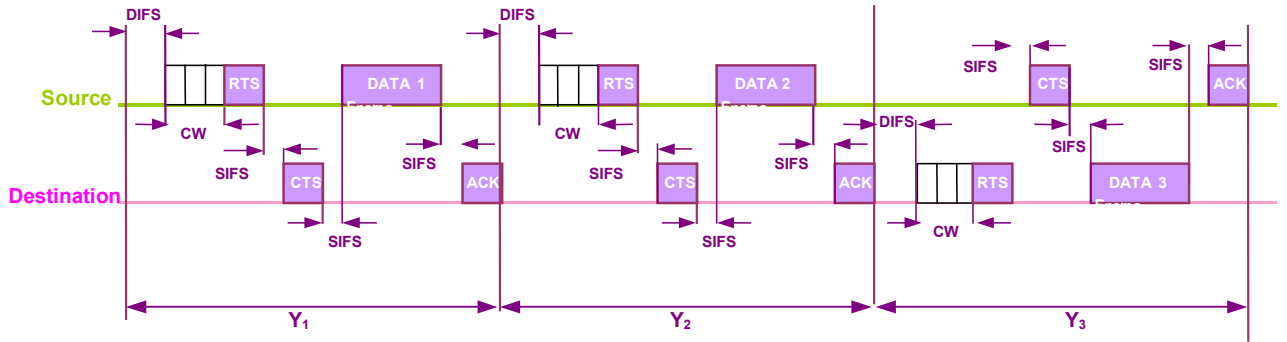 DIFS
DIFS
SIFS
SIFS
RTS
DATA 1
RTS
DATA 2
CTS
ACK
Source
CW
CW
DIFS
SIFS
SIFS
SIFS
SIFS
SIFS
CTS
ACK
CTS
ACK
RTS
DATA 3
Destination
SIFS
SIFS
CW
Y1
Y2
Y3